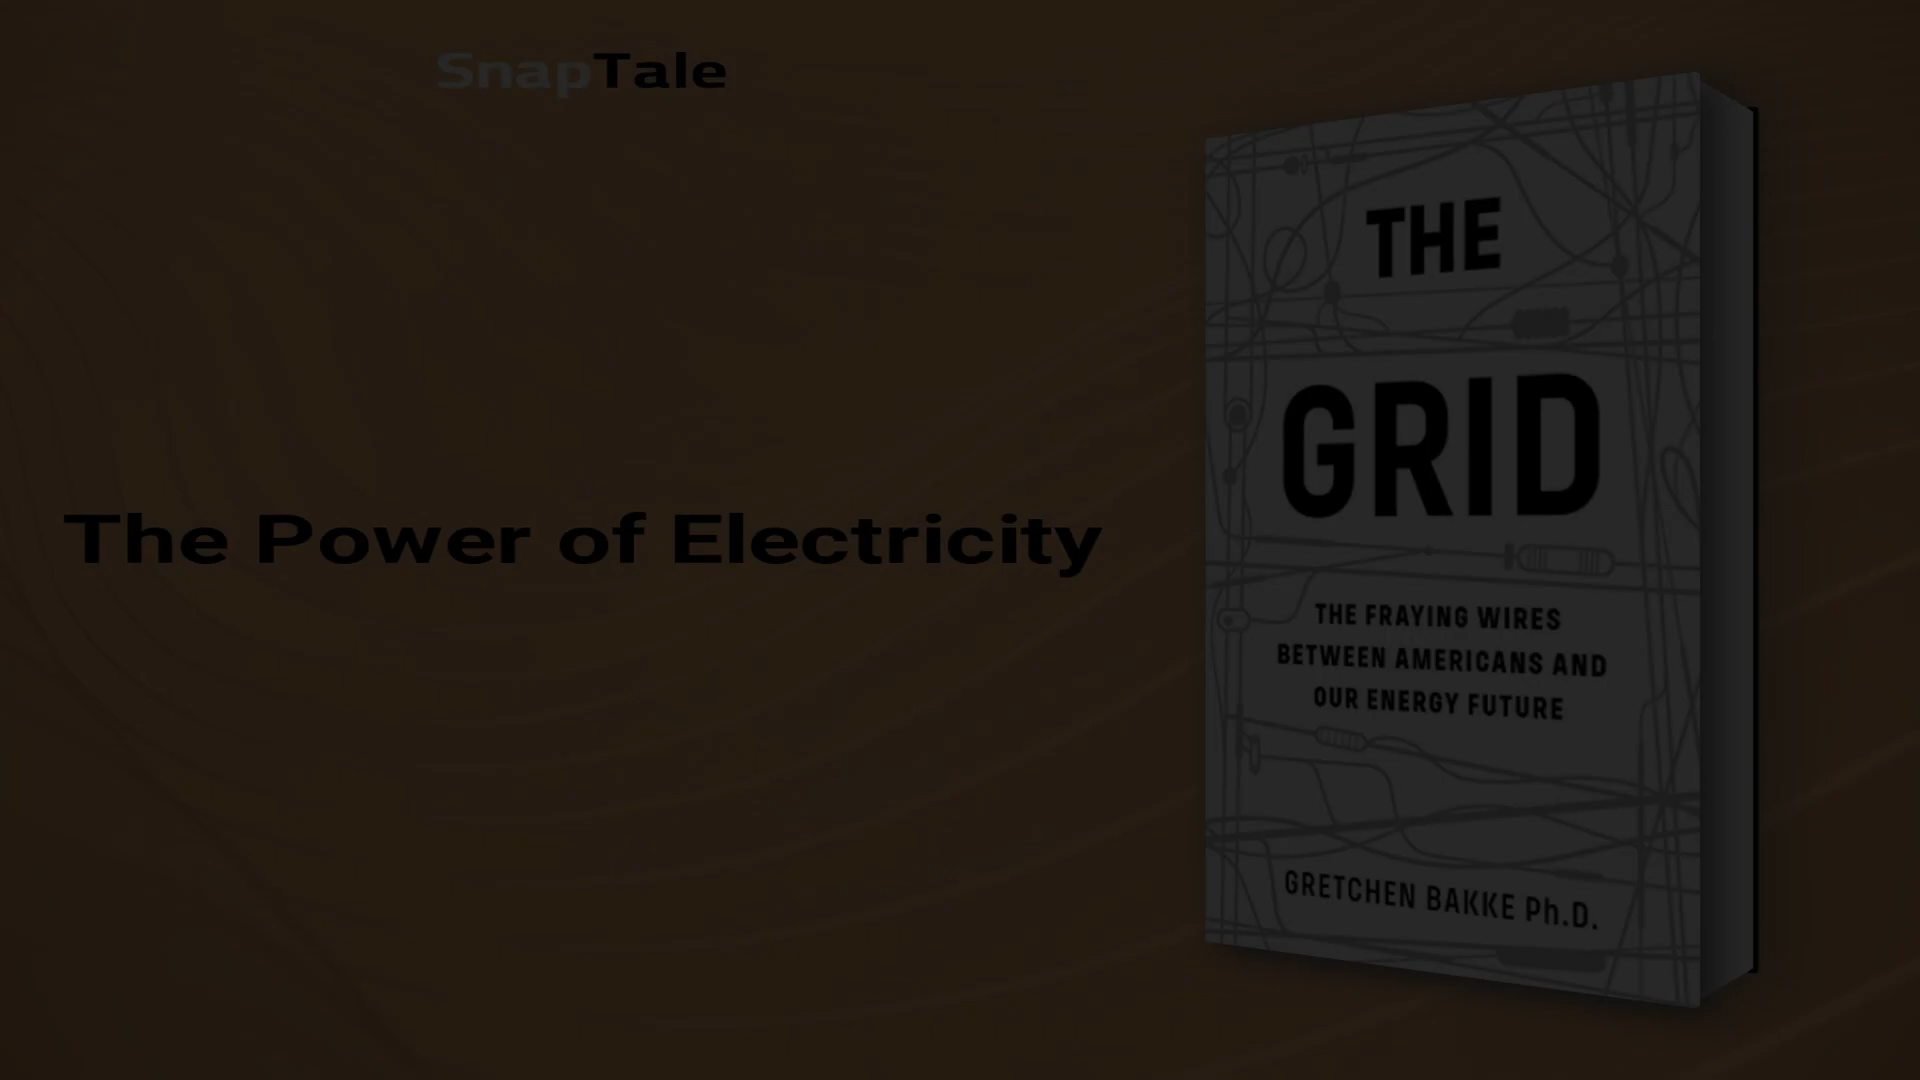 SnapTale
The Power of Electricity
THE
GRID
THE FRAYING WIRES
BETWEEN AMERICANS AND
OUR ENERGY FUTURE
GRETCHEN BAKKE Ph.D.